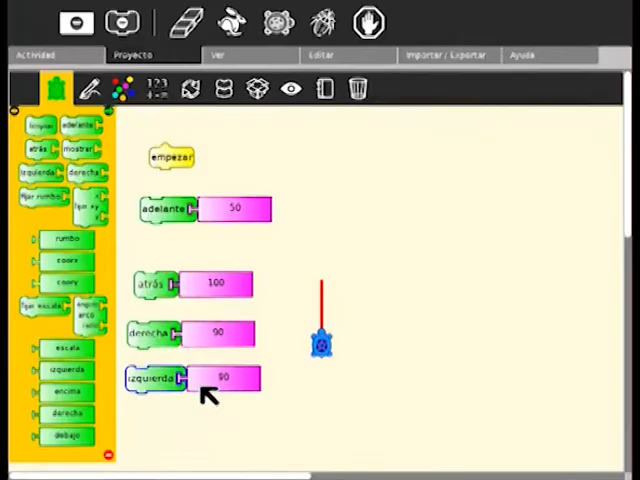 Actividad Proyecto Ver Editar Importar / Exportar Ayuda
123
limpiar adelante
atrás mostrar
izquierda derecha
fijar rumbo fijar xy x y
rumbo
coorx
coory
fijar escala ángulo arco radio
escala
izquierda
encima
derecha
debajo
empezar
adelante 50
atrás 100
derecha 90
izquierda 90